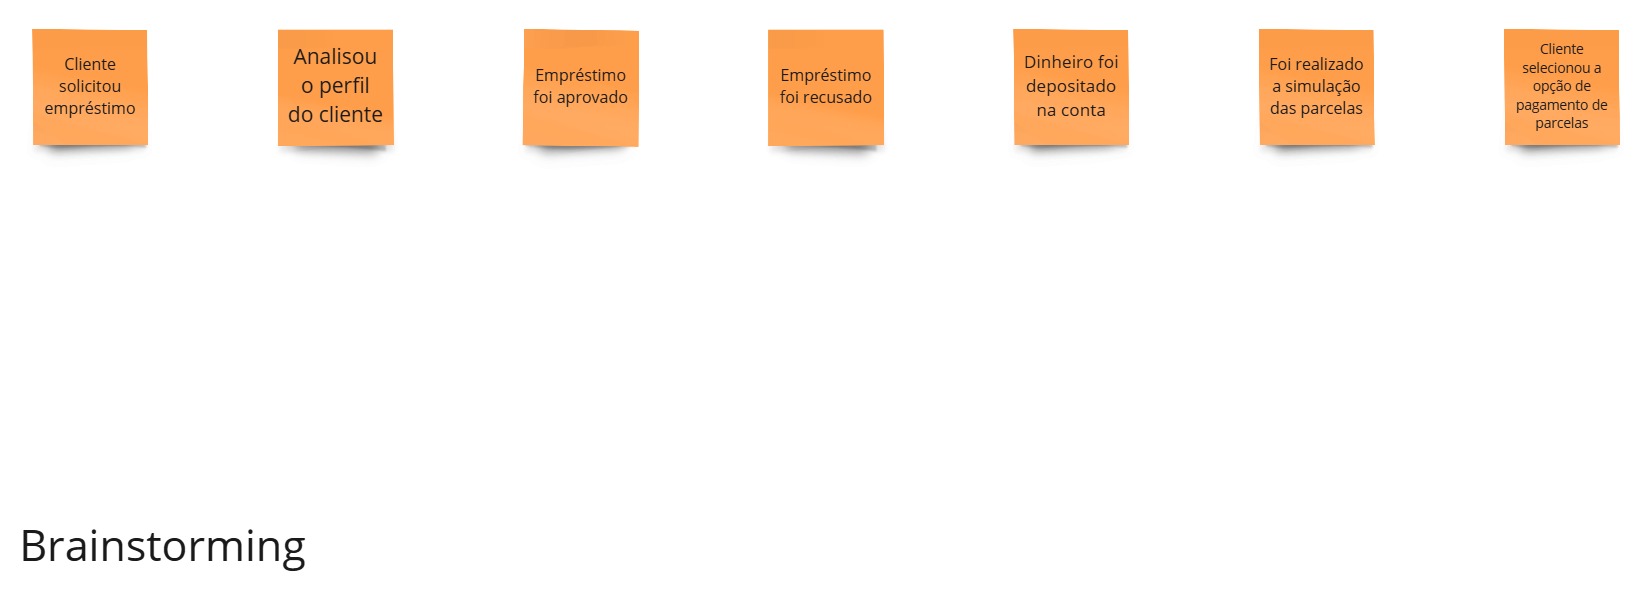 Cliente
solicitou
empréstimo
Analisou
o perfil
do cliente
Empréstimo
foi aprovado
Empréstimo
foi recusado
Dinheiro foi
depositado
na conta
Foi realizado
a simulação
das parcelas
Cliente
selecionou a
opção de
pagamento de
parcelas
Brainstorming